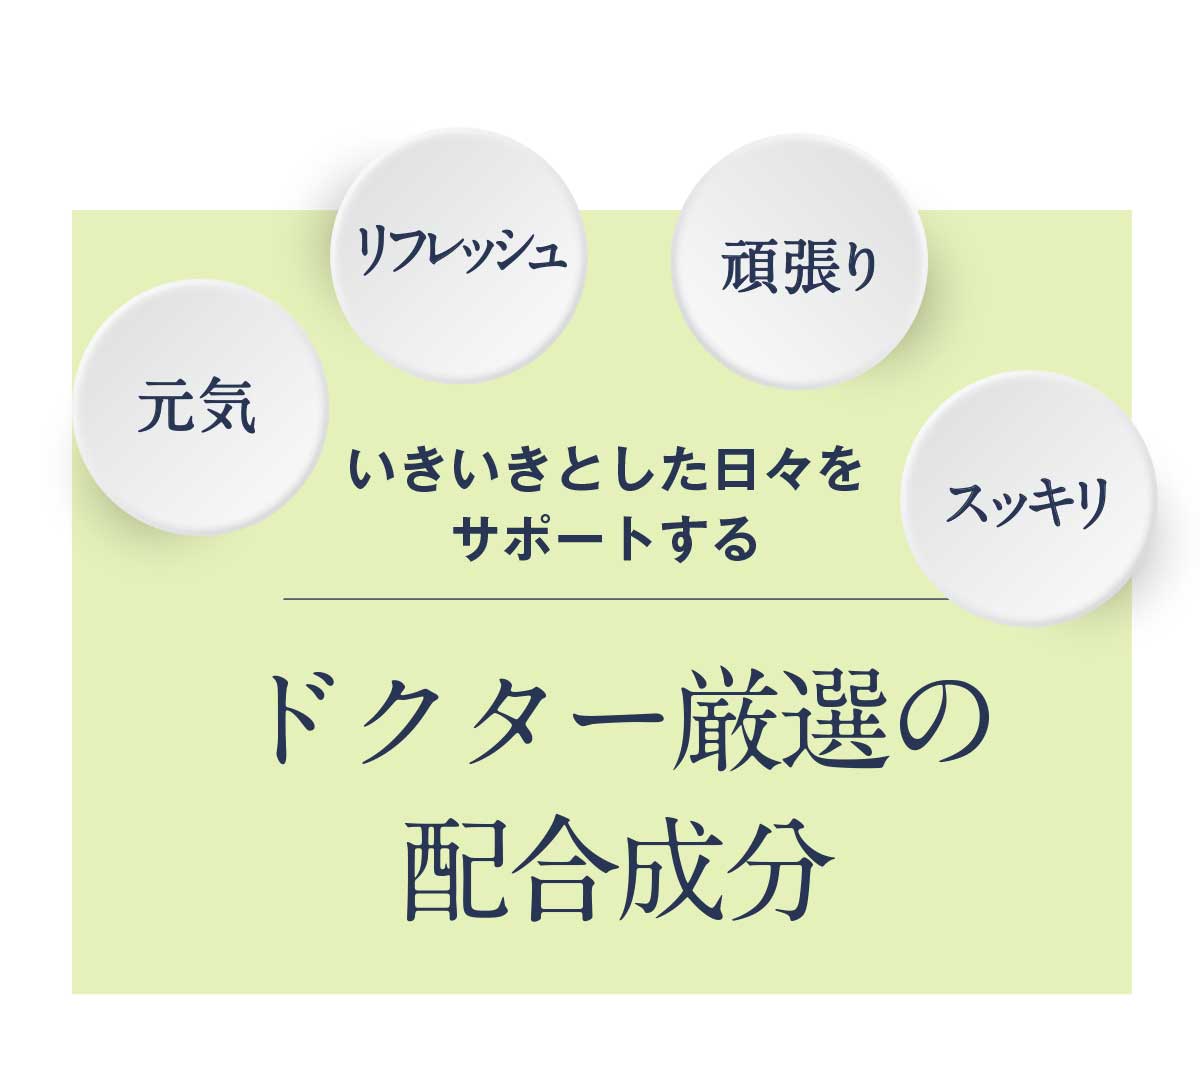 元気
リフレッシュ
頑張り
スッキリ
いきいきとした日々を
サポートする
ドクター厳選の
配合成分